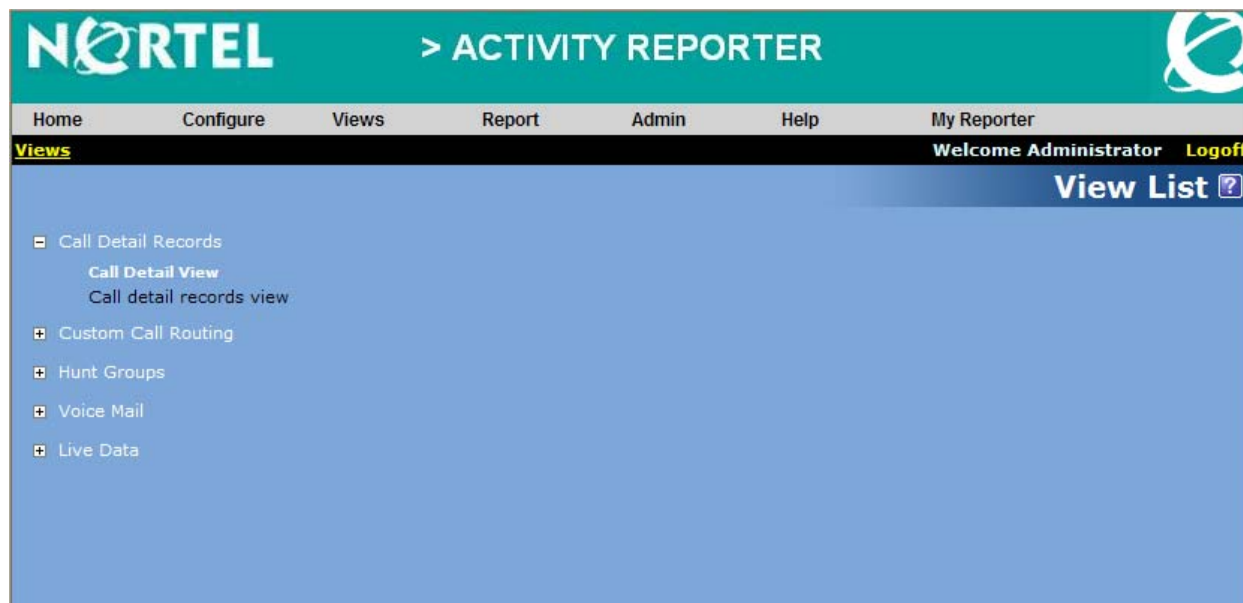 NORTEL > ACTIVITY REPORTER
Home Configure Views Report Admin Help My Reporter
Views Welcome Administrator Logoff
View List ?
Call Detail Records
Call Detail View
Call detail records view
Custom Call Routing
Hunt Groups
Voice Mail
Live Data